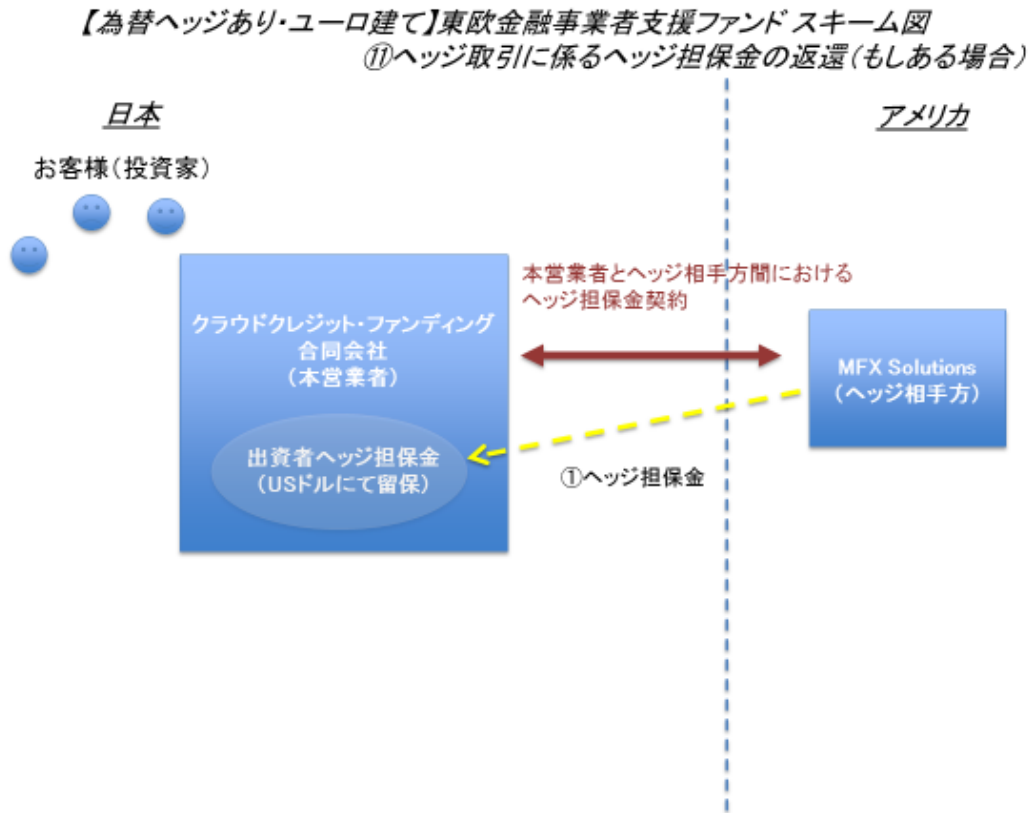 【為替ヘッジあり・ユーロ建て】東欧金融事業者支援ファンド スキーム図
⑪ヘッジ取引に係るヘッジ担保金の返還(もしある場合)
日本
アメリカ
お客様(投資家)
本営業者とヘッジ相手方間における
ヘッジ担保金契約
クラウドクレジット・ファンディング
合同会社
(本営業者)
MFX Solutions
(ヘッジ相手方)
出資者ヘッジ担保金
(USドルにて留保)
①ヘッジ担保金